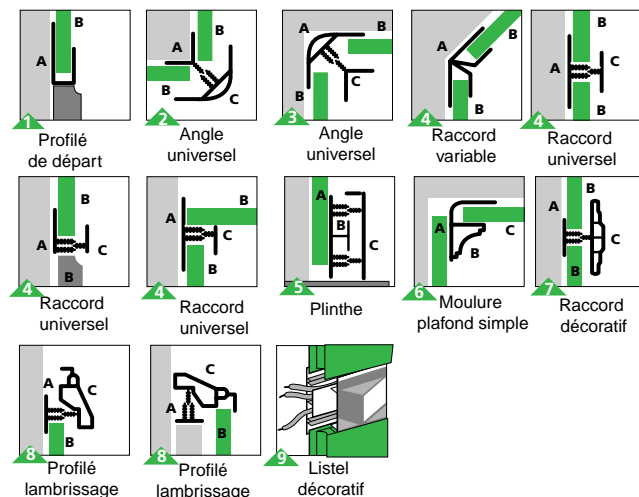 A B
1
Profilé
de départ
A B
B C
2
Angle
universel
A B
B C
3
Angle
universel
A B
B
4
Raccord
variable
B
A C
B
4
Raccord
universel
B
A C
B
4
Raccord
universel
A B
C
B
4
Raccord
universel
A B C
5
Plinthe
A C
B
6
Moulure
plafond simple
B
A C
B
7
Raccord
décoratif
A C
B
8
Profilé
lambrissage
C
A
B
8
Profilé
lambrissage
9
Listel
décoratif